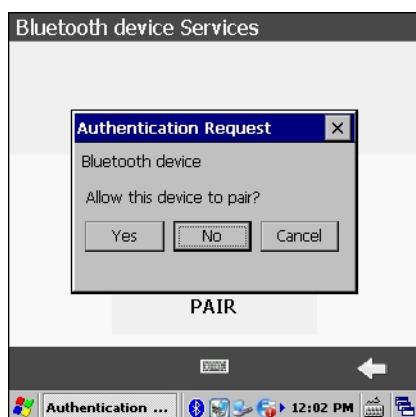 Bluetooth device Services
Authentication Request
Bluetooth device
Allow this device to pair?
Yes No Cancel
PAIR
Authentication ... 12:02 PM